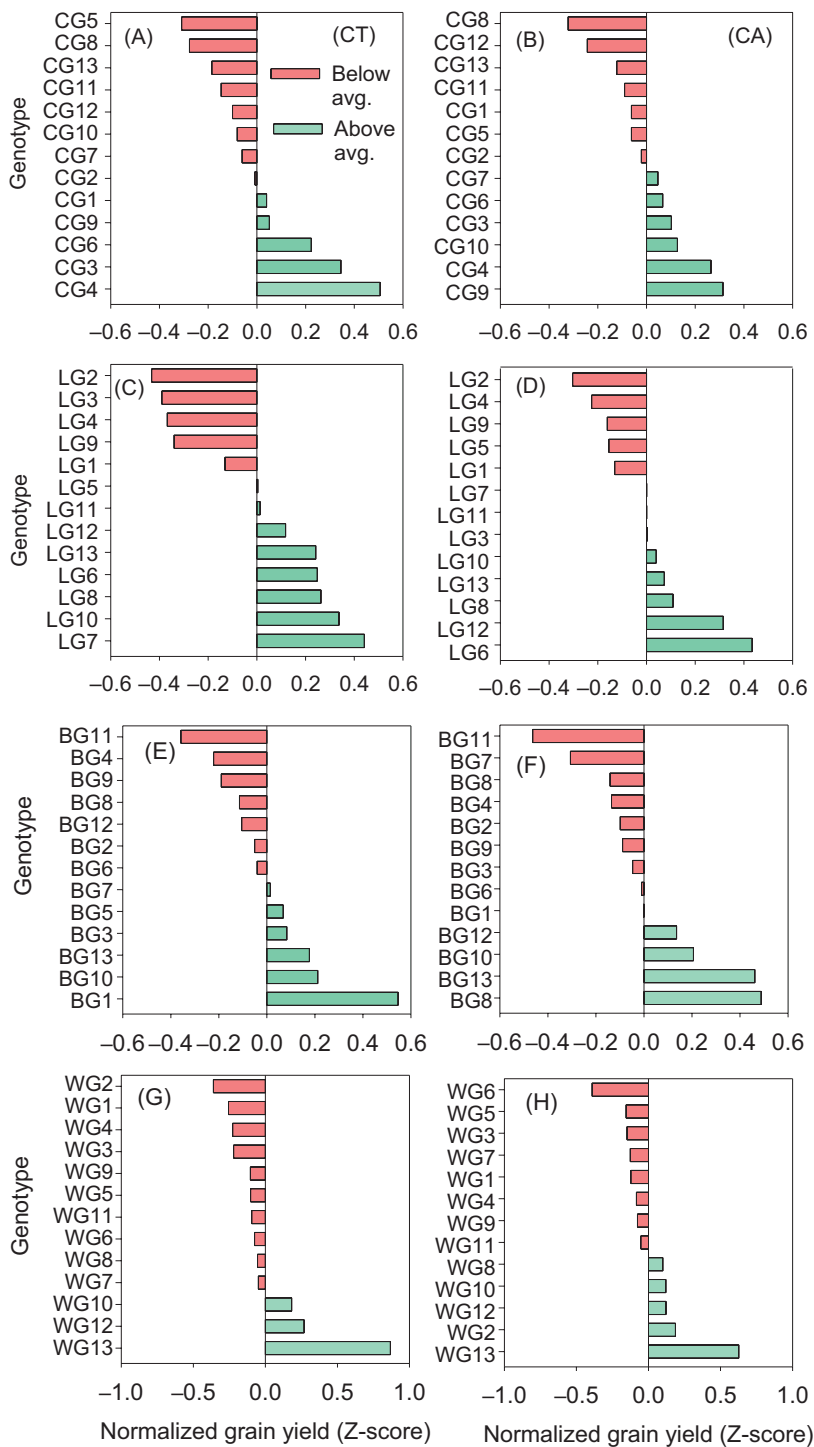 (A)
(CT)
Below
avg.
Above
avg.
Genotype
CG5
CG8
CG13
CG11
CG12
CG10
CG7
CG2
CG1
CG9
CG6
CG3
CG4
–0.6 –0.4 –0.2 0.0 0.2 0.4 0.6
(B)
(CA)
CG8
CG12
CG13
CG11
CG1
CG5
CG2
CG7
CG6
CG3
CG10
CG4
CG9
–0.6 –0.4 –0.2 0.0 0.2 0.4 0.6
(C)
Genotype
LG2
LG3
LG4
LG9
LG1
LG5
LG11
LG12
LG13
LG6
LG8
LG10
LG7
–0.6 –0.4 –0.2 0.0 0.2 0.4 0.6
(D)
LG2
LG4
LG9
LG5
LG1
LG7
LG11
LG3
LG10
LG13
LG8
LG12
LG6
–0.6 –0.4 –0.2 0.0 0.2 0.4 0.6
(E)
Genotype
BG11
BG4
BG9
BG8
BG12
BG2
BG6
BG7
BG5
BG3
BG13
BG10
BG1
–0.6 –0.4 –0.2 0.0 0.2 0.4 0.6
(F)
BG11
BG7
BG8
BG4
BG2
BG9
BG3
BG6
BG1
BG12
BG10
BG13
BG8
–0.6 –0.4 –0.2 0.0 0.2 0.4 0.6
(G)
Genotype
WG2
WG1
WG4
WG3
WG9
WG5
WG11
WG6
WG8
WG7
WG10
WG12
WG13
–1.0 –0.5 0.0 0.5 1.0
Normalized grain yield (Z-score)
(H)
WG6
WG5
WG3
WG7
WG1
WG4
WG9
WG11
WG8
WG10
WG12
WG2
WG13
–1.0 –0.5 0.0 0.5 1.0
Normalized grain yield (Z-score)